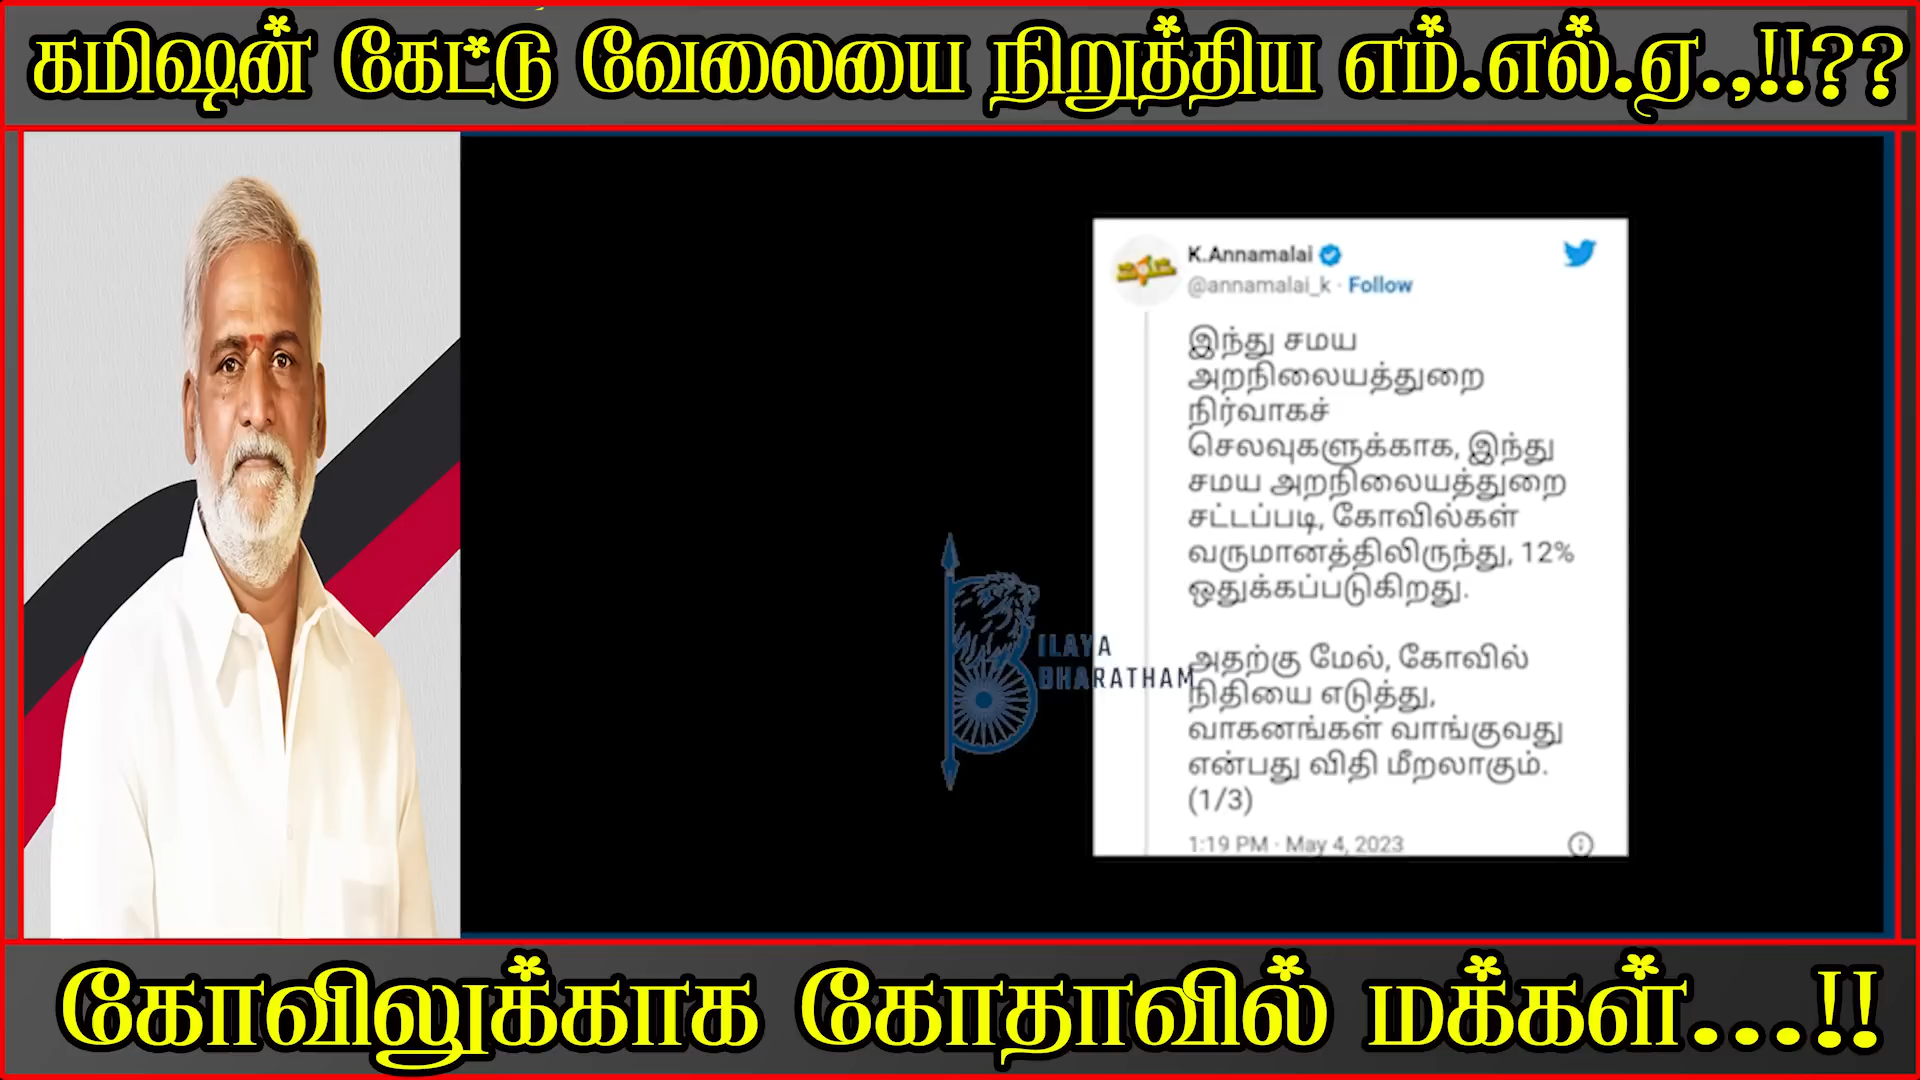 கமிஷன் கேட்டு வேலையை நிறுத்திய எம்.எல்.ஏ.,!!??
K.Annamalai
@annamalai_k · Follow
இந்து சமய
அறநிலையத்துறை
நிர்வாகச்
செலவுகளுக்காக, இந்து
சமய அறநிலையத்துறை
சட்டப்படி, கோவில்கள்
வருமானத்திலிருந்து, 12%
ஒதுக்கப்படுகிறது.
ILAYA
BHARATHAM
அதற்கு மேல், கோவில்
நிதியை எடுத்து,
வாகனங்கள் வாங்குவது
என்பது விதி மீறலாகும்.
(1/3)
1:19 PM · May 4, 2023
கோவிலுக்காக கோதாவில் மக்கள்...!!